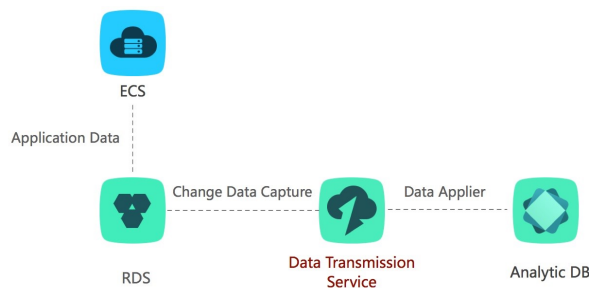 ECS
Application Data
Change Data Capture
Data Applier
RDS
Data Transmission
Service
Analytic DB